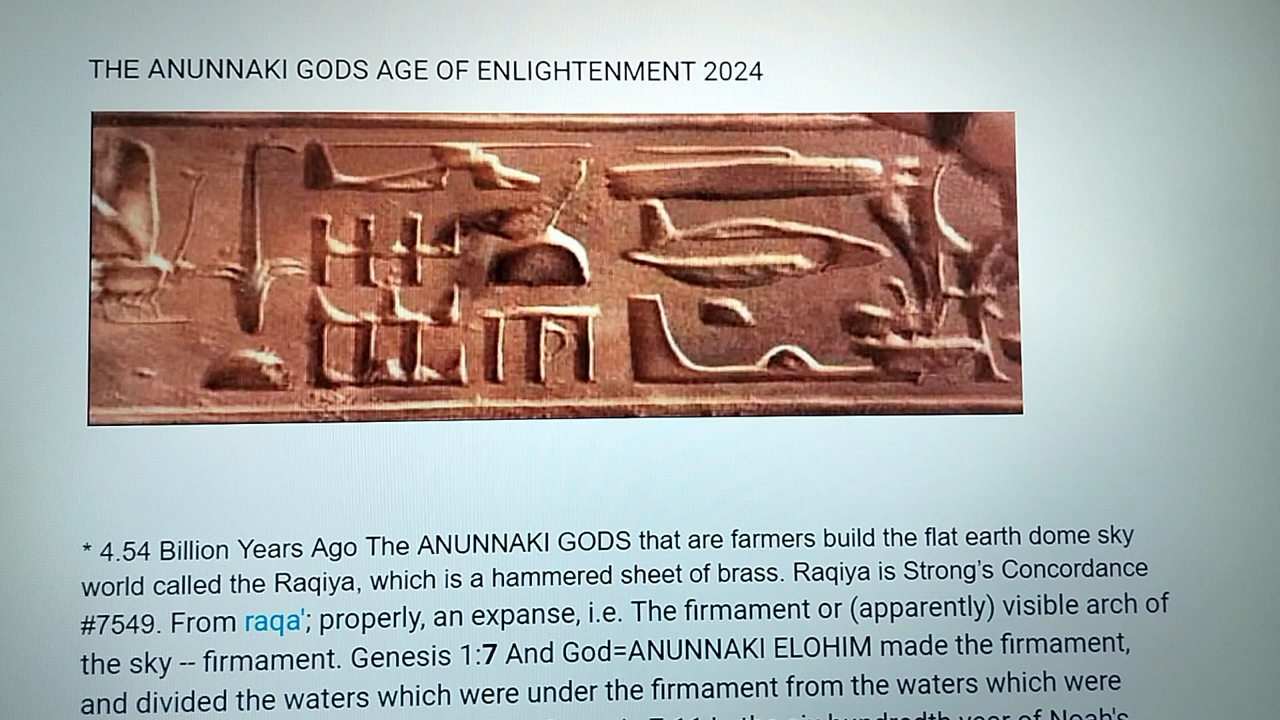 THE ANUNNAKI GODS AGE OF ENLIGHTENMENT 2024
* 4.54 Billion Years Ago The ANUNNAKI GODS that are farmers build the flat earth dome sky
world called the Raqiya, which is a hammered sheet of brass. Raqiya is Strong's Concordance
#7549. From raqa'; properly, an expanse, i.e. The firmament or (apparently) visible arch of
the sky -- firmament. Genesis 1:7 And God=ANUNNAKI ELOHIM made the firmament,
and divided the waters which were under the firmament from the waters which were
hundredth year of Noah's